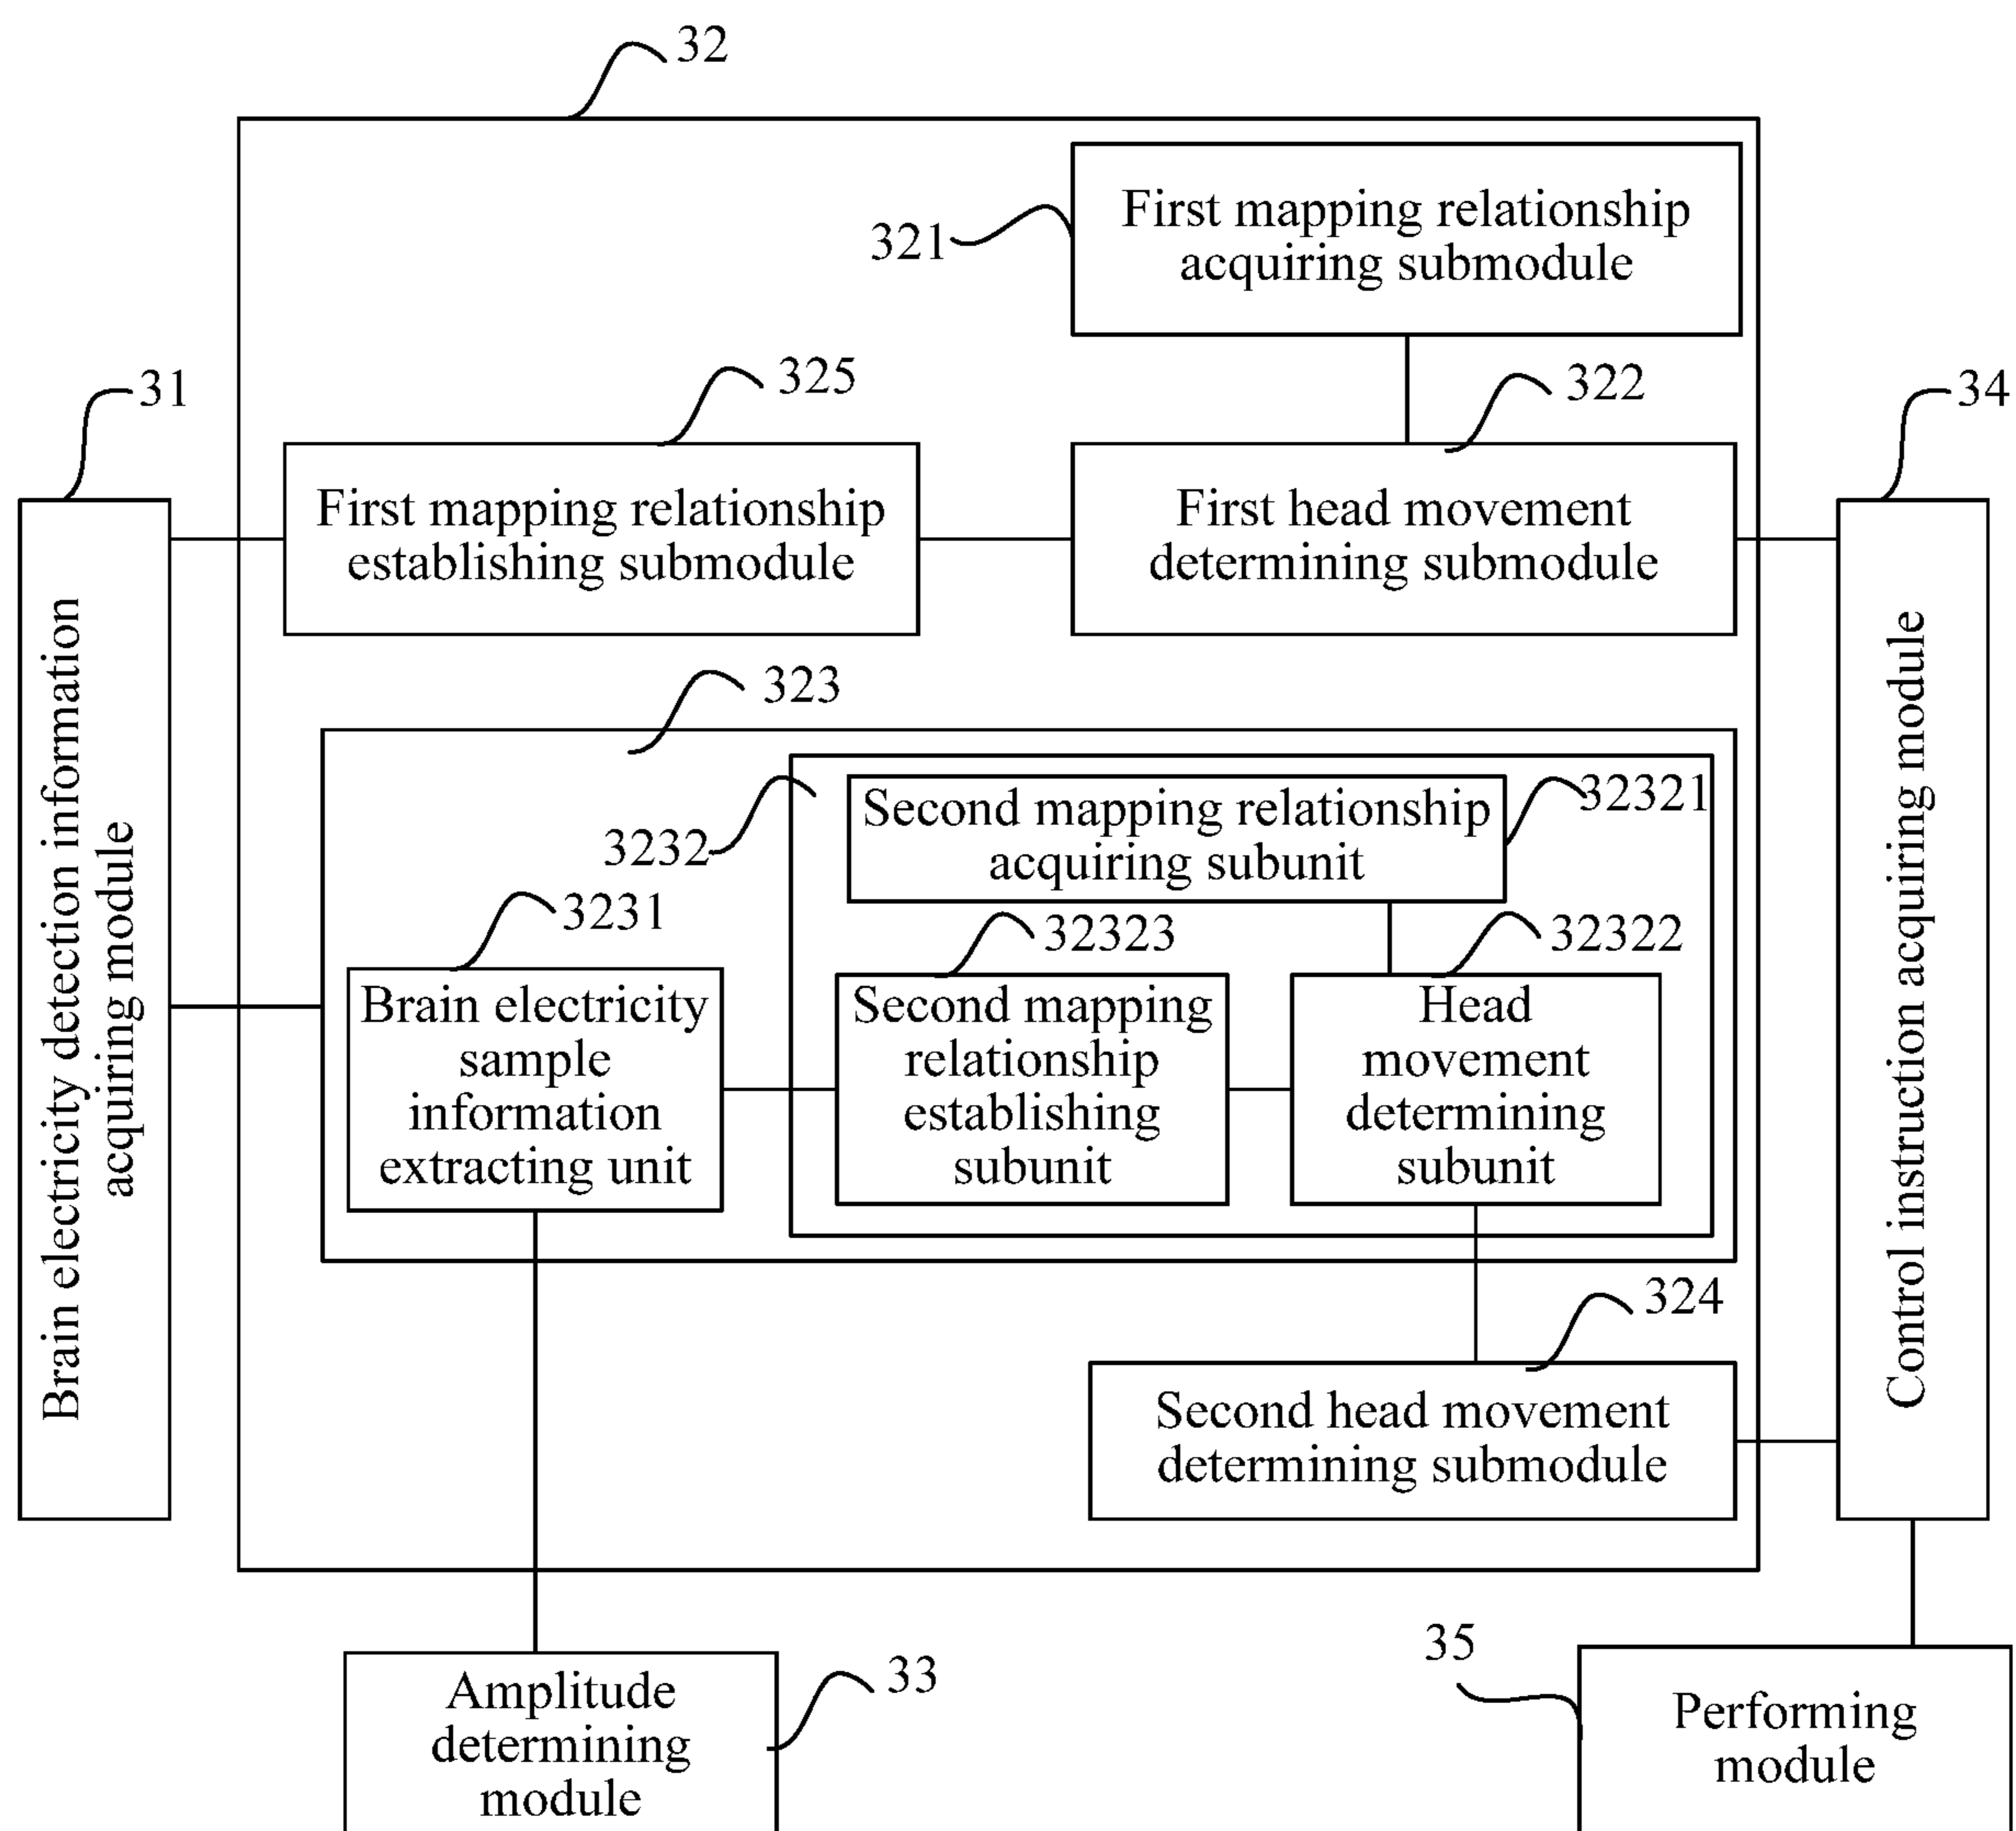 32
First mapping relationship
acquiring submodule
321
31
325
322
34
First mapping relationship
establishing submodule
First head movement
determining submodule
Brain electricity detection information
acquiring module
Control instruction acquiring module
323
3232
Second mapping relationship
acquiring subunit
32321
3231
32323
32322
Brain electricity
sample
information
extracting unit
Second mapping
relationship
establishing
subunit
Head
movement
determining
subunit
324
Second head movement
determining submodule
33
Amplitude
determining
module
35
Performing
module